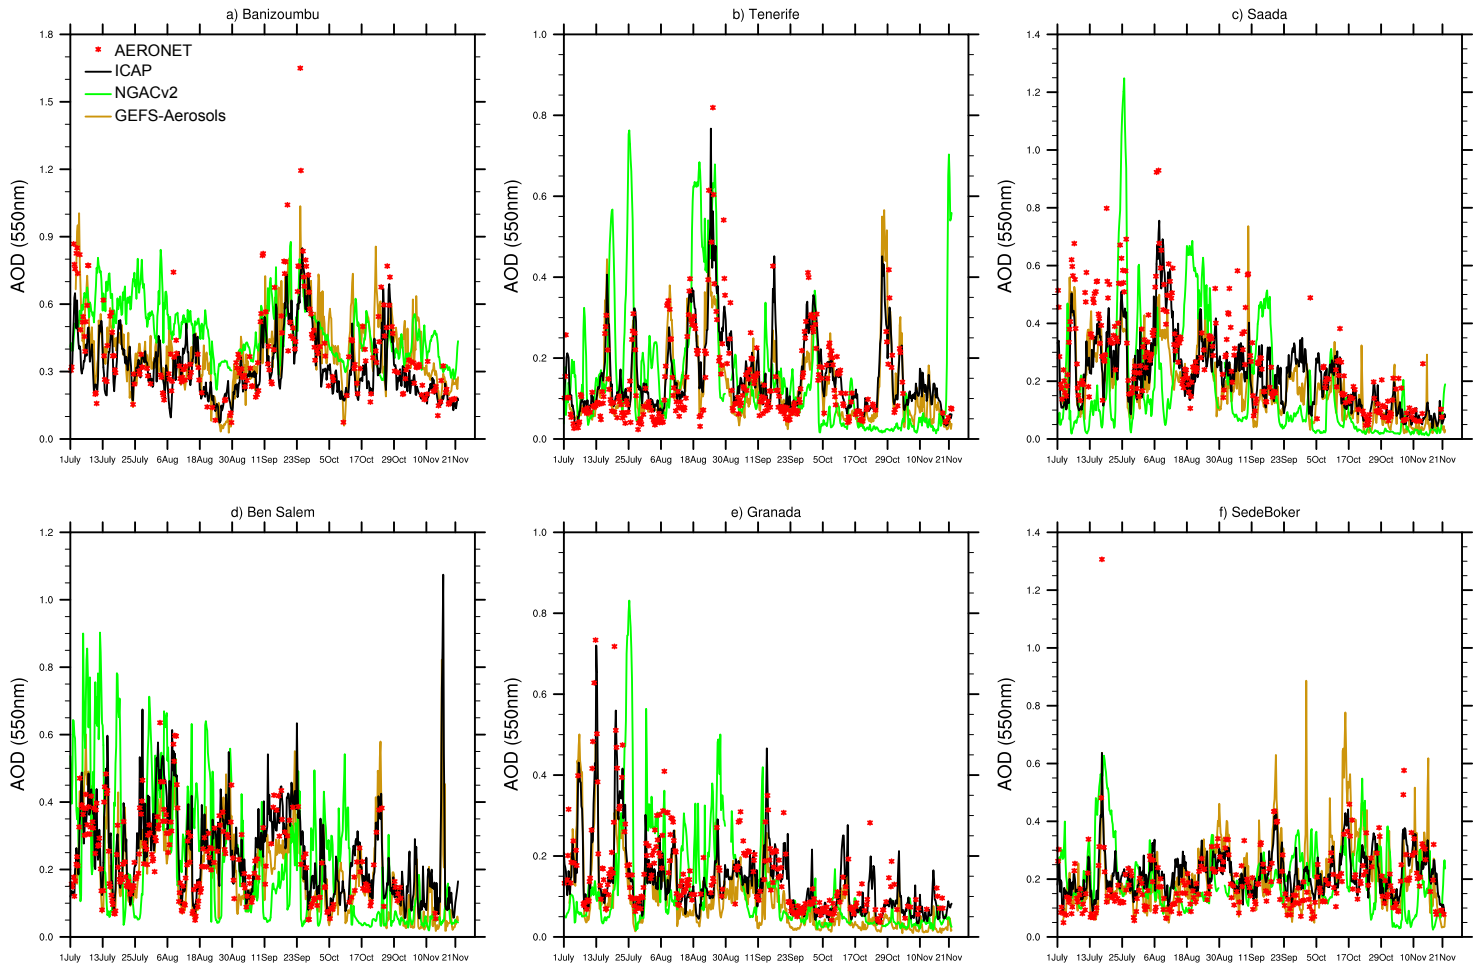 a) Banizoumbu
AOD (550nm)
1.8
1.5
1.2
0.9
0.6
0.3
0.0
AERONET
ICAP
NGACv2
GEFS-Aerosols
1July 13July 25July 6Aug 18Aug 30Aug 11Sep 23Sep 5Oct 17Oct 29Oct 10Nov 21Nov
b) Tenerife
AOD (550nm)
1.0
0.8
0.6
0.4
0.2
0.0
1July 13July 25July 6Aug 18Aug 30Aug 11Sep 23Sep 5Oct 17Oct 29Oct 10Nov 21Nov
c) Saada
AOD (550nm)
1.4
1.2
1.0
0.8
0.6
0.4
0.2
0.0
1July 13July 25July 6Aug 18Aug 30Aug 11Sep 23Sep 5Oct 17Oct 29Oct 10Nov 21Nov
d) Ben Salem
AOD (550nm)
1.2
1.0
0.8
0.6
0.4
0.2
0.0
1July 13July 25July 6Aug 18Aug 30Aug 11Sep 23Sep 5Oct 17Oct 29Oct 10Nov 21Nov
e) Granada
AOD (550nm)
1.0
0.8
0.6
0.4
0.2
0.0
1July 13July 25July 6Aug 18Aug 30Aug 11Sep 23Sep 5Oct 17Oct 29Oct 10Nov 21Nov
f) SedeBoker
AOD (550nm)
1.4
1.2
1.0
0.8
0.6
0.4
0.2
0.0
1July 13July 25July 6Aug 18Aug 30Aug 11Sep 23Sep 5Oct 17Oct 29Oct 10Nov 21Nov